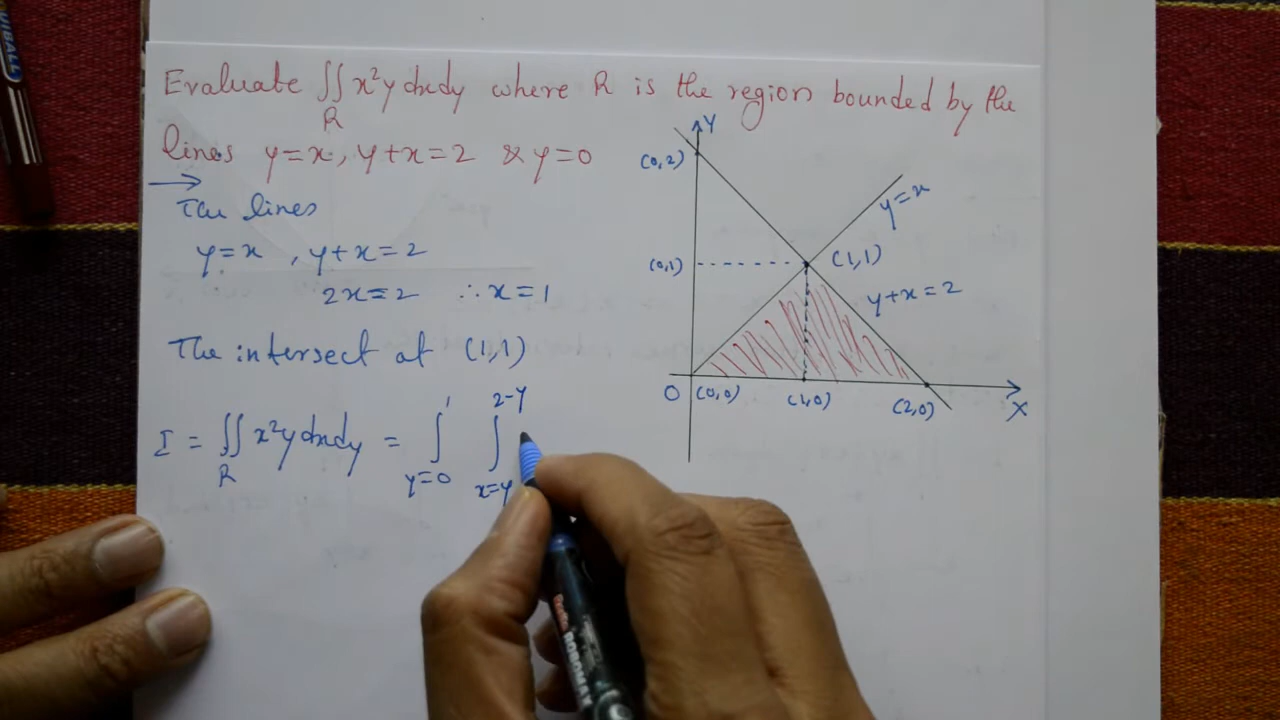 Evaluate ∬ x²y dxdy where R is the region bounded by the
R
lines y=x, y+x=2 & y=0
The lines
y=x , y+x=2
2x=2 ∴x=1
The intersect at (1,1)
I = ∬ x²y dxdy = ∫ ∫
R
1
y=0
2-y
x=y
Y
(0,2)
y=x
(0,1)
(1,1)
y+x=2
O
(0,0)
(1,0)
(2,0)
X
ROBOMAX